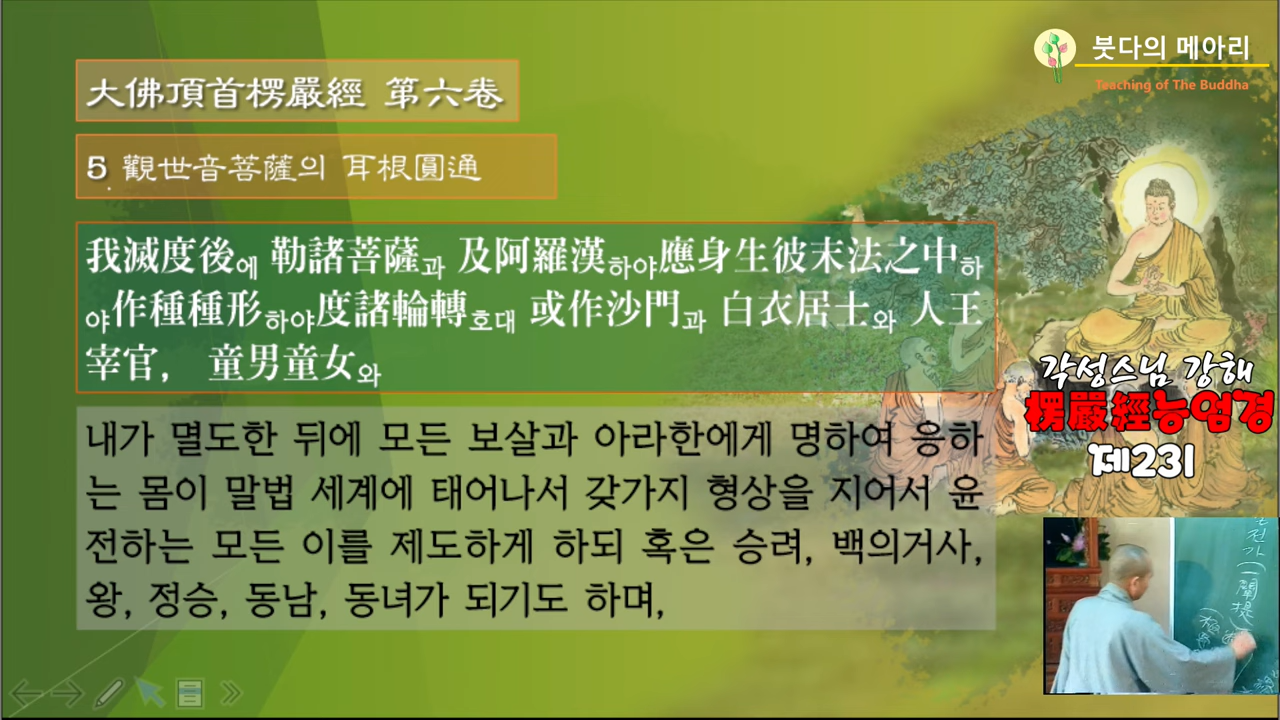 大佛頂首楞嚴經 第六卷
5. 觀世音菩薩의 耳根圓通
我滅度後에 勒諸菩薩과 及阿羅漢하야應身生彼末法之中하
야作種種形하야度諸輪轉호대 或作沙門과 白衣居士와 人王
宰官, 童男童女와
내가 멸도한 뒤에 모든 보살과 아라한에게 명하여 응하
는 몸이 말법 세계에 태어나서 갖가지 형상을 지어서 윤
전하는 모든 이를 제도하게 하되 혹은 승려, 백의거사,
왕, 정승, 동남, 동녀가 되기도 하며,
붓다의 메아리
Teaching of The Buddha
각성스님 강해
楞嚴經능엄경
제231